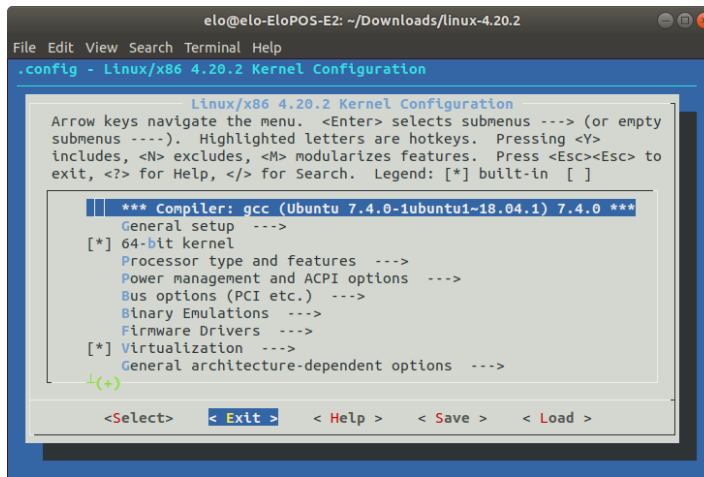 elo@elo-EloPOS-E2: ~/Downloads/linux-4.20.2
File Edit View Search Terminal Help
.config - Linux/x86 4.20.2 Kernel Configuration
Linux/x86 4.20.2 Kernel Configuration
Arrow keys navigate the menu.  <Enter> selects submenus ---> (or empty
submenus ----).  Highlighted letters are hotkeys.  Pressing <Y>
includes, <N> excludes, <M> modularizes features.  Press <Esc><Esc> to
exit, <?> for Help, </> for Search.  Legend: [*] built-in  [ ]
*** Compiler: gcc (Ubuntu 7.4.0-1ubuntu1~18.04.1) 7.4.0 ***
General setup  --->
[*] 64-bit kernel
Processor type and features  --->
Power management and ACPI options  --->
Bus options (PCI etc.)  --->
Binary Emulations  --->
Firmware Drivers  --->
[*] Virtualization  --->
General architecture-dependent options  --->
┴(+)
<Select>    < Exit >    < Help >    < Save >    < Load >